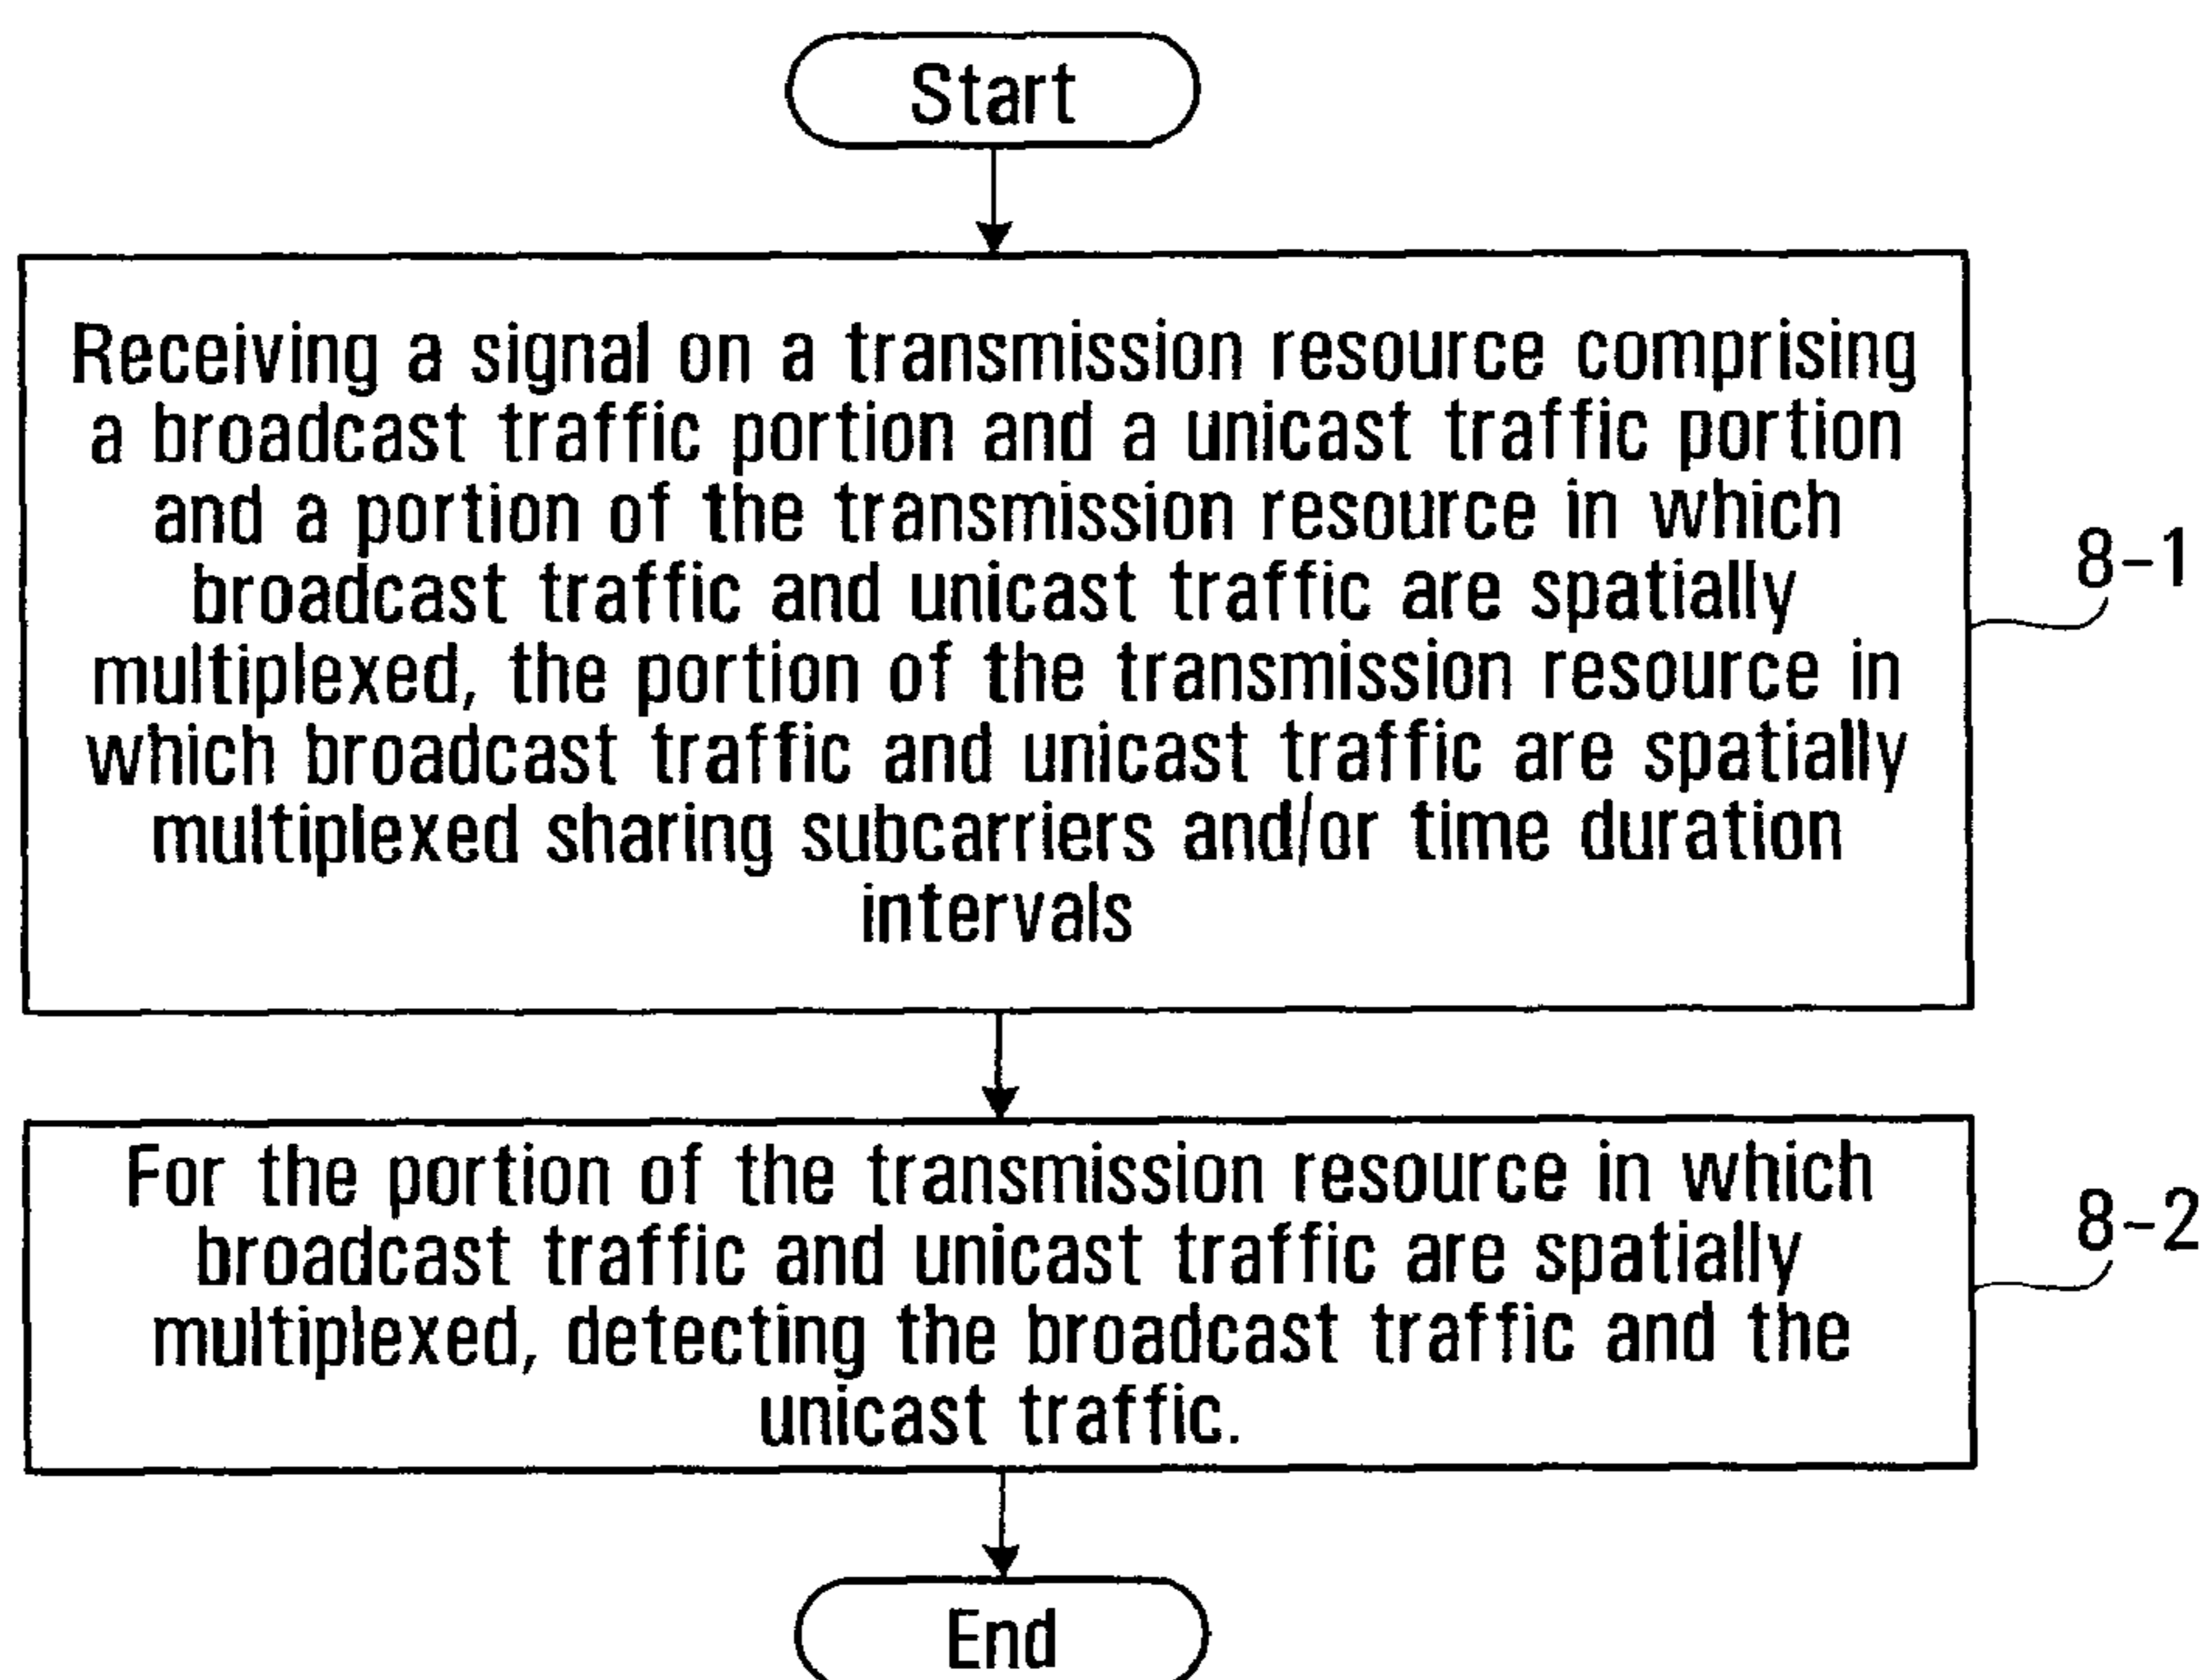 Start
Receiving a signal on a transmission resource comprising
a broadcast traffic portion and a unicast traffic portion
and a portion of the transmission resource in which
broadcast traffic and unicast traffic are spatially
multiplexed, the portion of the transmission resource in
which broadcast traffic and unicast traffic are spatially
multiplexed sharing subcarriers and/or time duration
intervals
8-1
For the portion of the transmission resource in which
broadcast traffic and unicast traffic are spatially
multiplexed, detecting the broadcast traffic and the
unicast traffic.
8-2
End